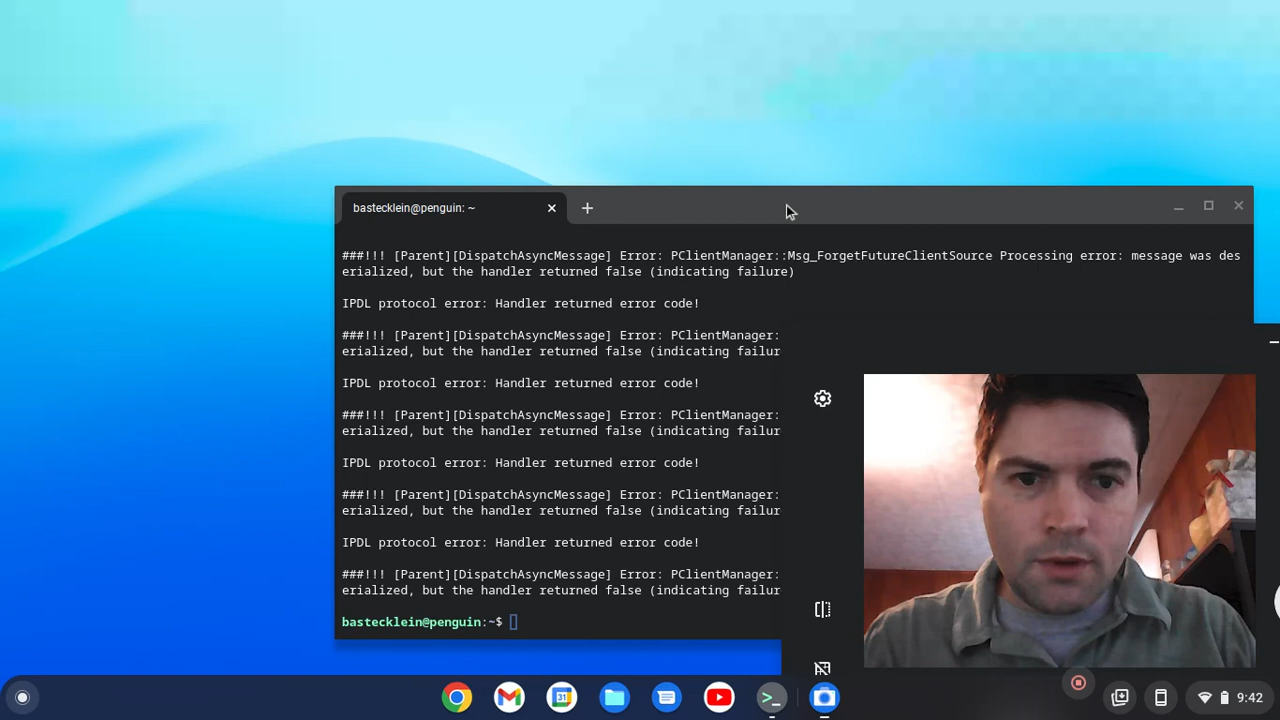 bastecklein@penguin: ~
###!!! [Parent][DispatchAsyncMessage] Error: PClientManager::Msg_ForgetFutureClientSource Processing error: message was des
erialized, but the handler returned false (indicating failure)
IPDL protocol error: Handler returned error code!
###!!! [Parent][DispatchAsyncMessage] Error: PClientManager:
erialized, but the handler returned false (indicating failur
IPDL protocol error: Handler returned error code!
###!!! [Parent][DispatchAsyncMessage] Error: PClientManager:
erialized, but the handler returned false (indicating failur
IPDL protocol error: Handler returned error code!
###!!! [Parent][DispatchAsyncMessage] Error: PClientManager:
erialized, but the handler returned false (indicating failur
IPDL protocol error: Handler returned error code!
###!!! [Parent][DispatchAsyncMessage] Error: PClientManager:
erialized, but the handler returned false (indicating failur
bastecklein@penguin:~$
31
>_
9:42